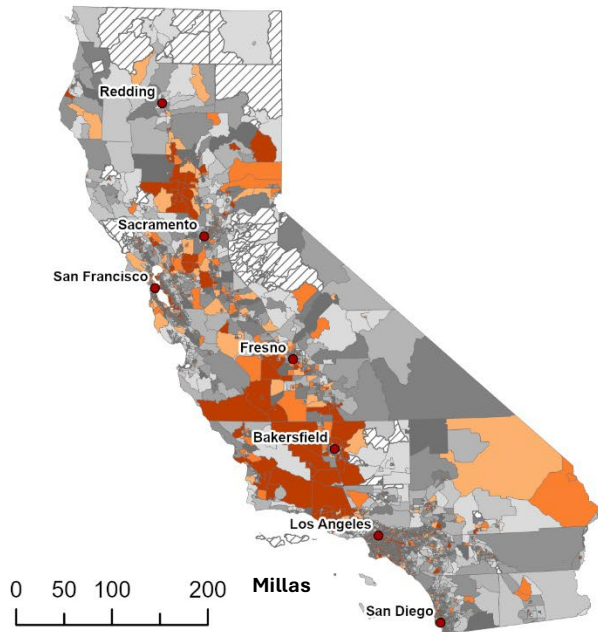 Redding
Sacramento
San Francisco
Fresno
Bakersfield
Los Angeles
San Diego
0 50 100 200 Millas